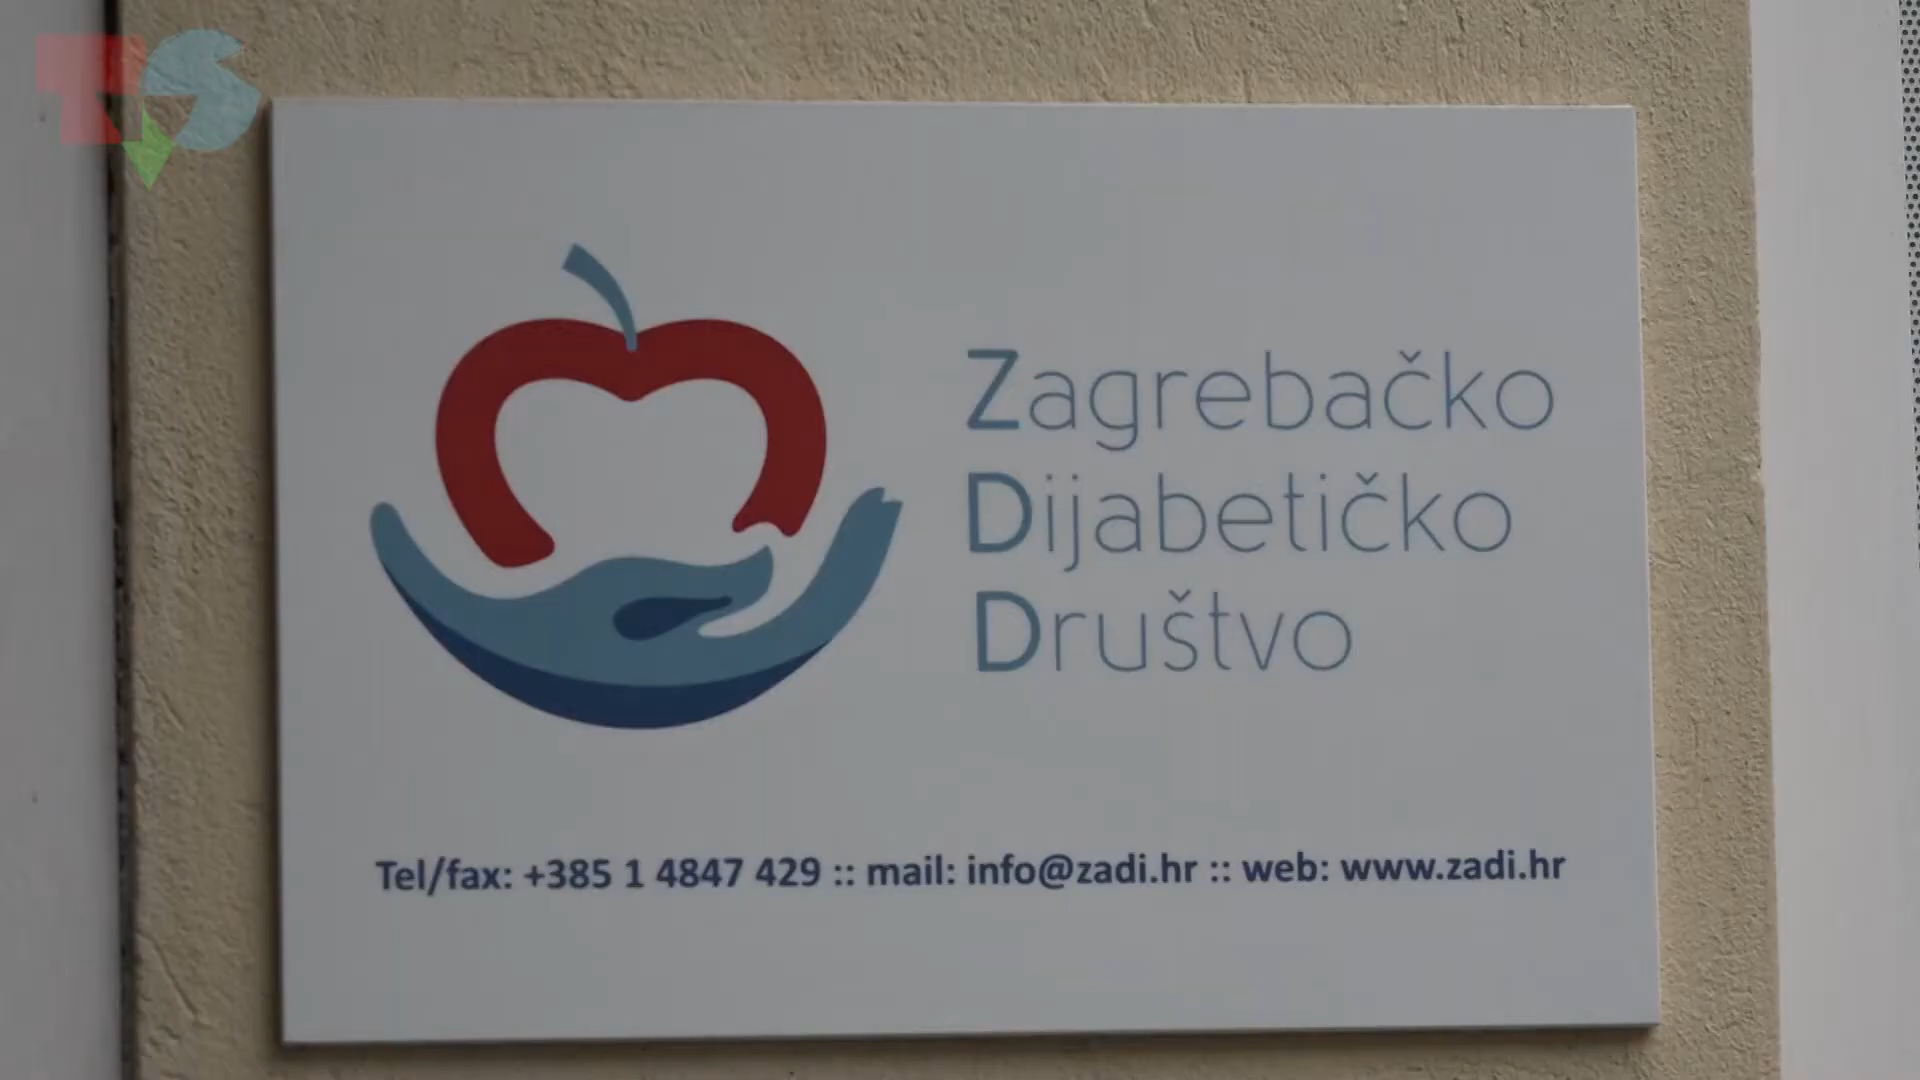 Zagrebačko
Dijabetičko
Društvo
Tel/fax: +385 1 4847 429 :: mail: info@zadi.hr :: web: www.zadi.hr